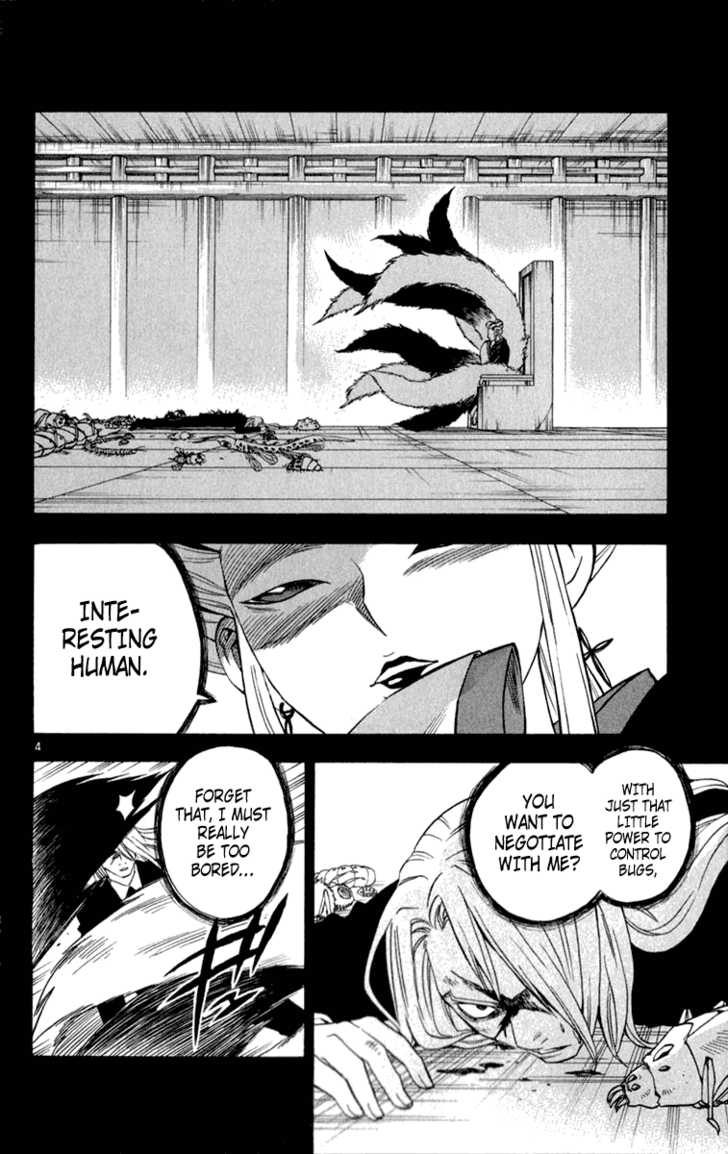 INTE-
RESTING
HUMAN.
4
WITH
JUST THAT
LITTLE
POWER TO
CONTROL
BUGS,
YOU
WANT TO
NEGOTIATE
WITH ME?
FORGET
THAT, I MUST
REALLY
BE TOO
BORED...